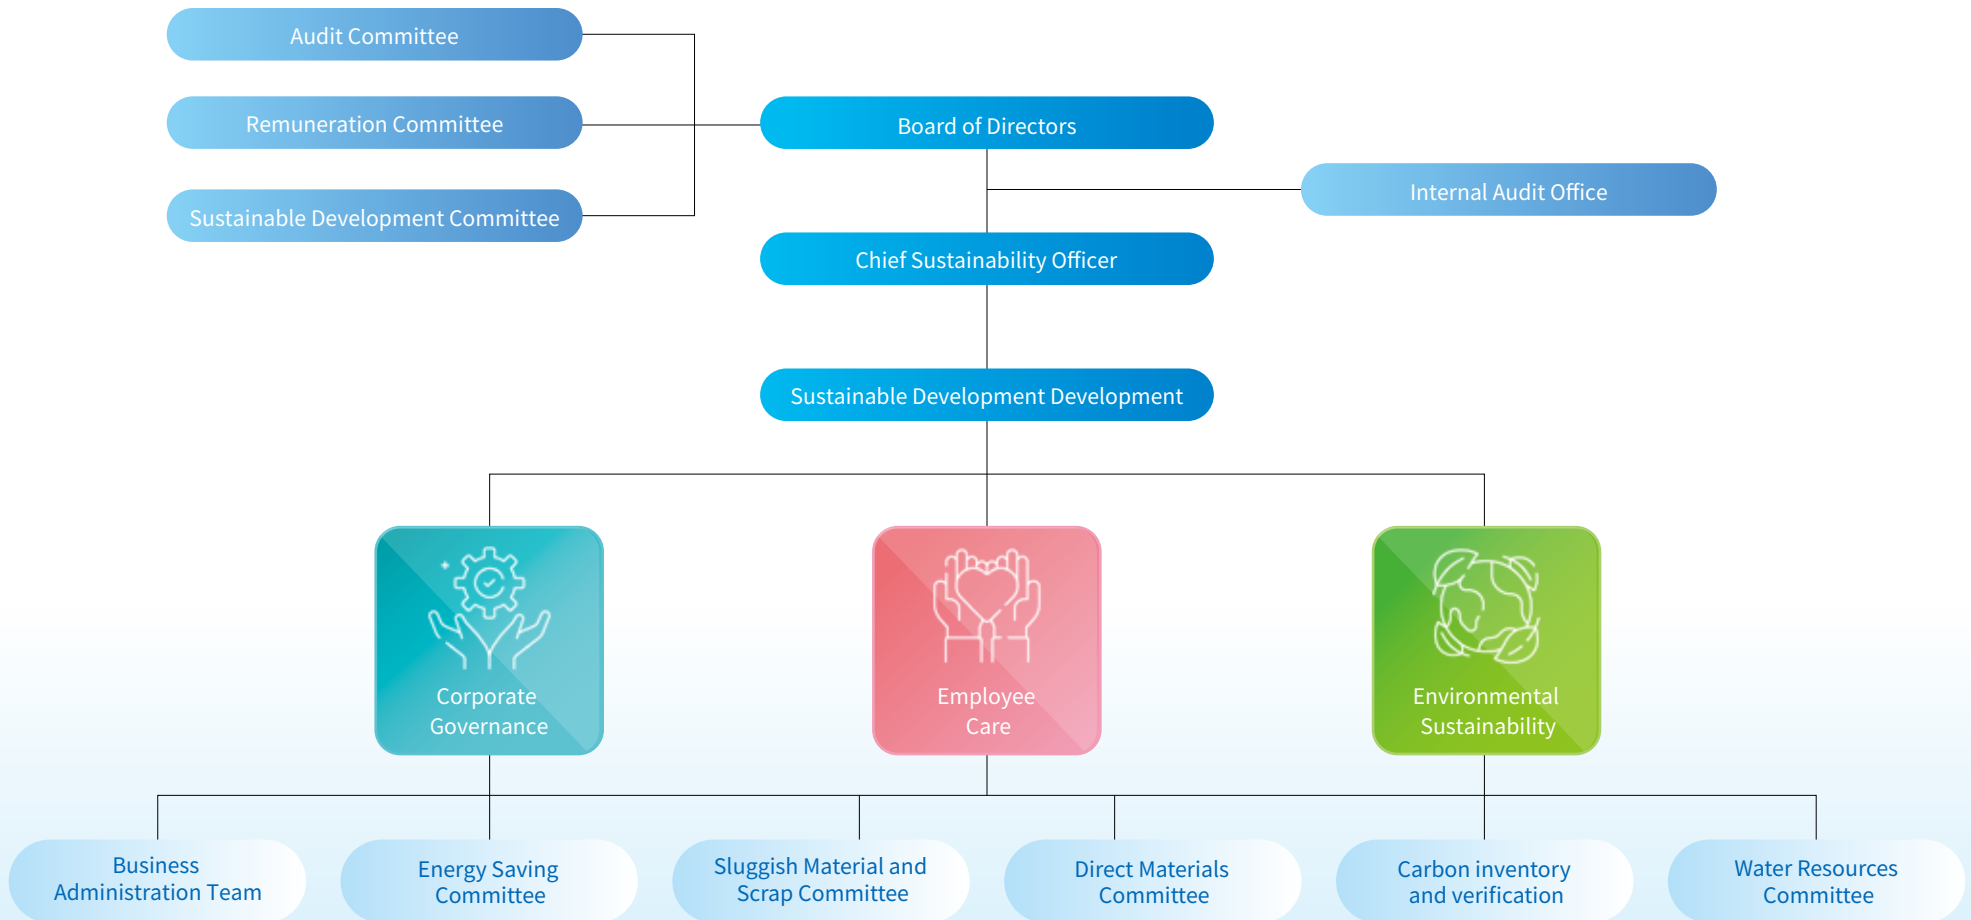 Audit Committee
Remuneration Committee
Board of Directors
Internal Audit Office
Sustainable Development Committee
Chief Sustainability Officer
Sustainable Development Development
Corporate
Governance
Employee
Care
Environmental
Sustainability
Business
Administration Team
Energy Saving
Committee
Sluggish Material and
Scrap Committee
Direct Materials
Committee
Carbon inventory
and verification
Water Resources
Committee